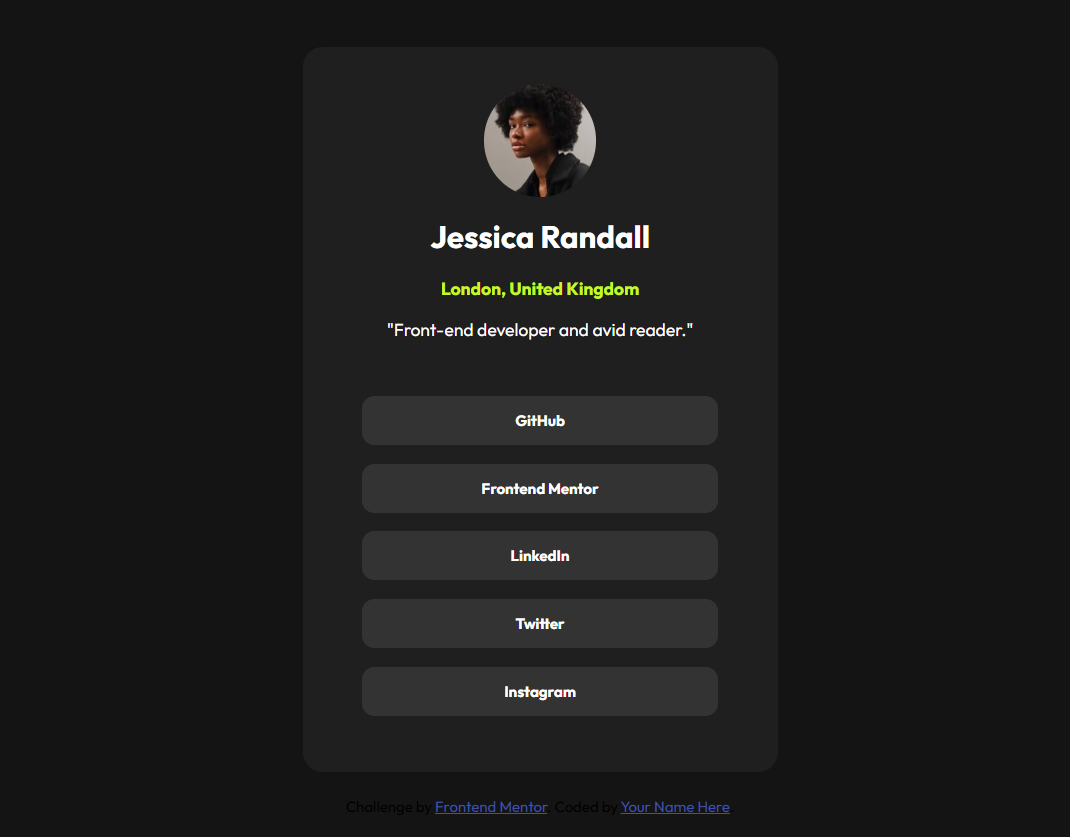 Jessica Randall
London, United Kingdom
"Front-end developer and avid reader."
GitHub
Frontend Mentor
LinkedIn
Twitter
Instagram
Challenge by Frontend Mentor. Coded by Your Name Here.